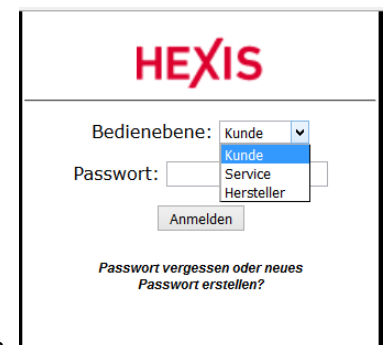 HEXIS
Bedienebene: Kunde
Kunde
Service
Passwort:
Hersteller
Anmelden
Passwort vergessen oder neues
Passwort erstellen?